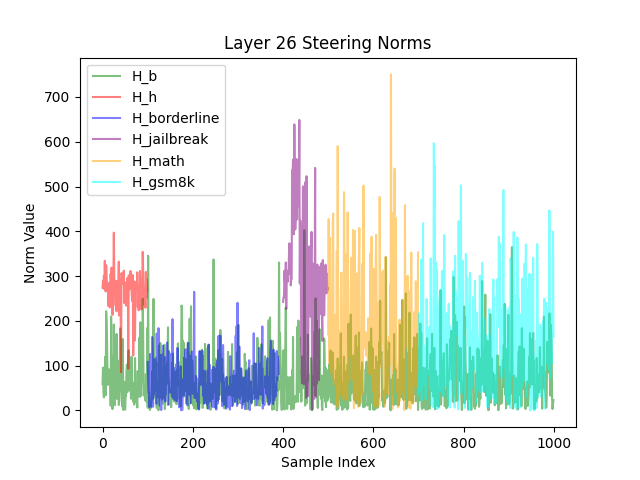 Layer 26 Steering Norms
H_b
H_h
H_borderline
H_jailbreak
H_math
H_gsm8k
Norm Value
700
600
500
400
300
200
100
0
0 200 400 600 800 1000
Sample Index